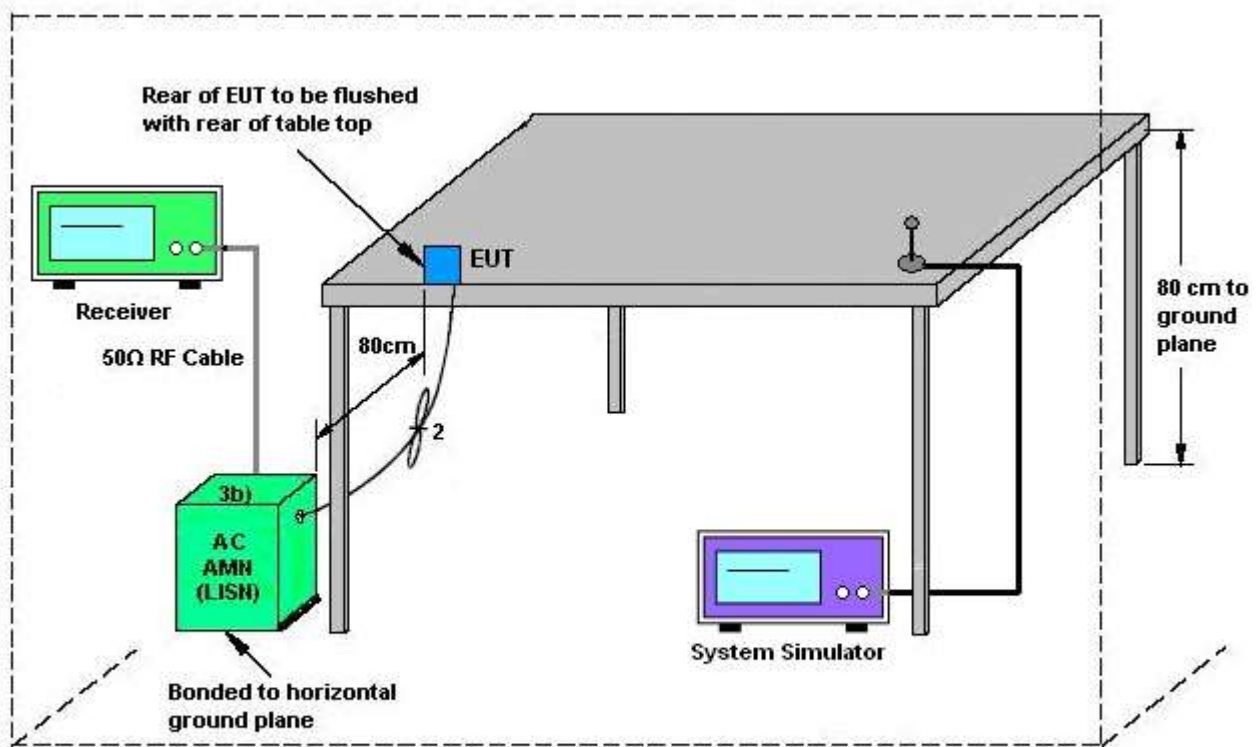 Rear of EUT to be flushed
with rear of table top
EUT
Receiver
50Ω RF Cable
80cm
80 cm to
ground
plane
2
3b)
AC
AMN
(LISN)
System Simulator
Bonded to horizontal
ground plane